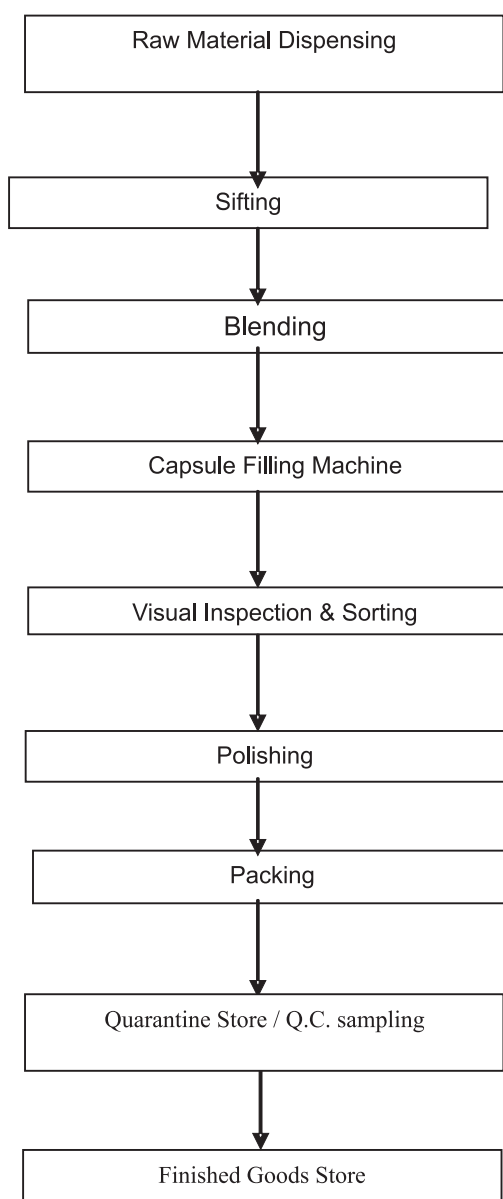 Raw Material Dispensing
Sifting
Blending
Capsule Filling Machine
Visual Inspection & Sorting
Polishing
Packing
Quarantine Store / Q.C. sampling
Finished Goods Store